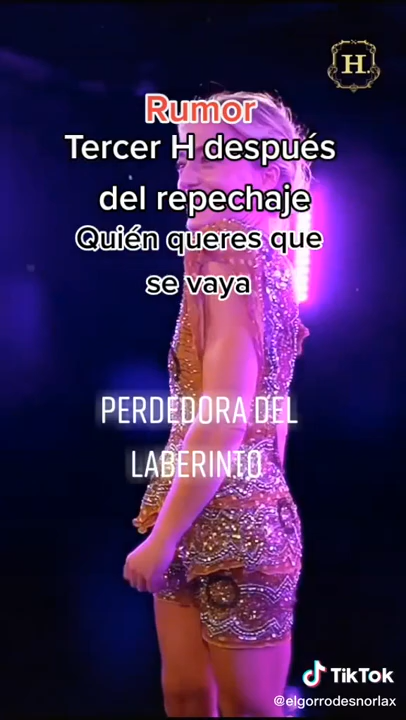 H.
Rumor
Tercer H después
del repechaje
Quién queres que
se vaya
PERDEDORA DEL
LABERINTO
TikTok
@elgorrodesnorlax